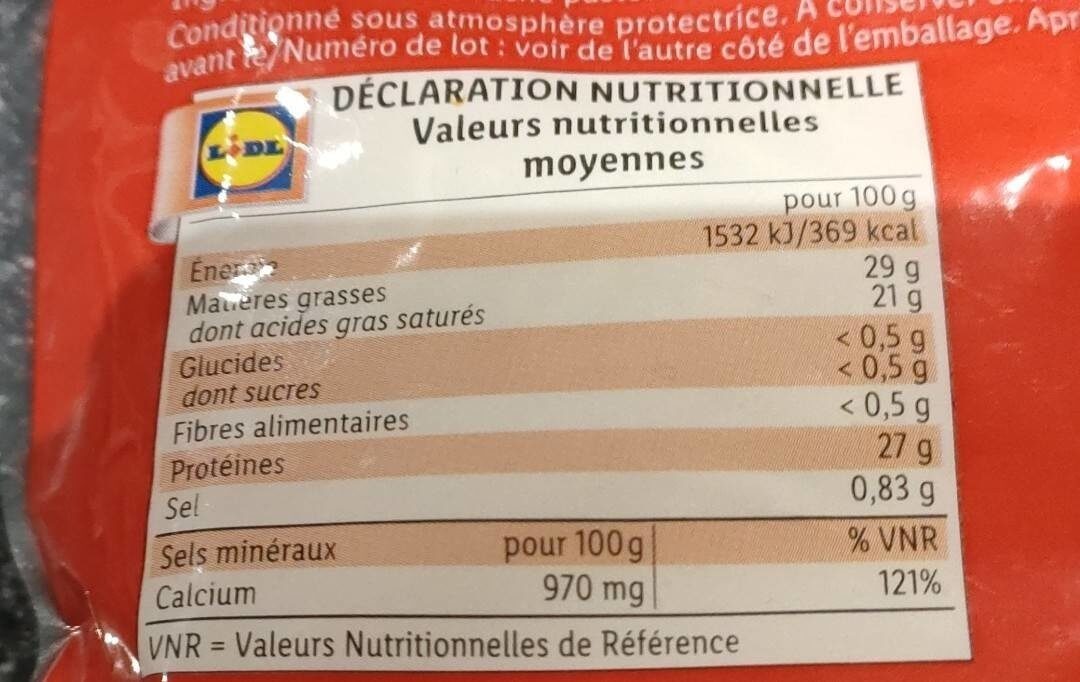 Conditionné sous atmosphère protectrice. À
avant le/Numéro de lot : voir de l'autre côté de l'emballage.
LIDL
DÉCLARATION NUTRITIONNELLE
Valeurs nutritionnelles
moyennes
pour 100 g
Énergie 1532 kJ/369 kcal
Matières grasses 29 g
dont acides gras saturés 21 g
Glucides < 0,5 g
dont sucres < 0,5 g
Fibres alimentaires < 0,5 g
Protéines 27 g
Sel 0,83 g
Sels minéraux pour 100 g % VNR
Calcium 970 mg 121%
VNR = Valeurs Nutritionnelles de Référence